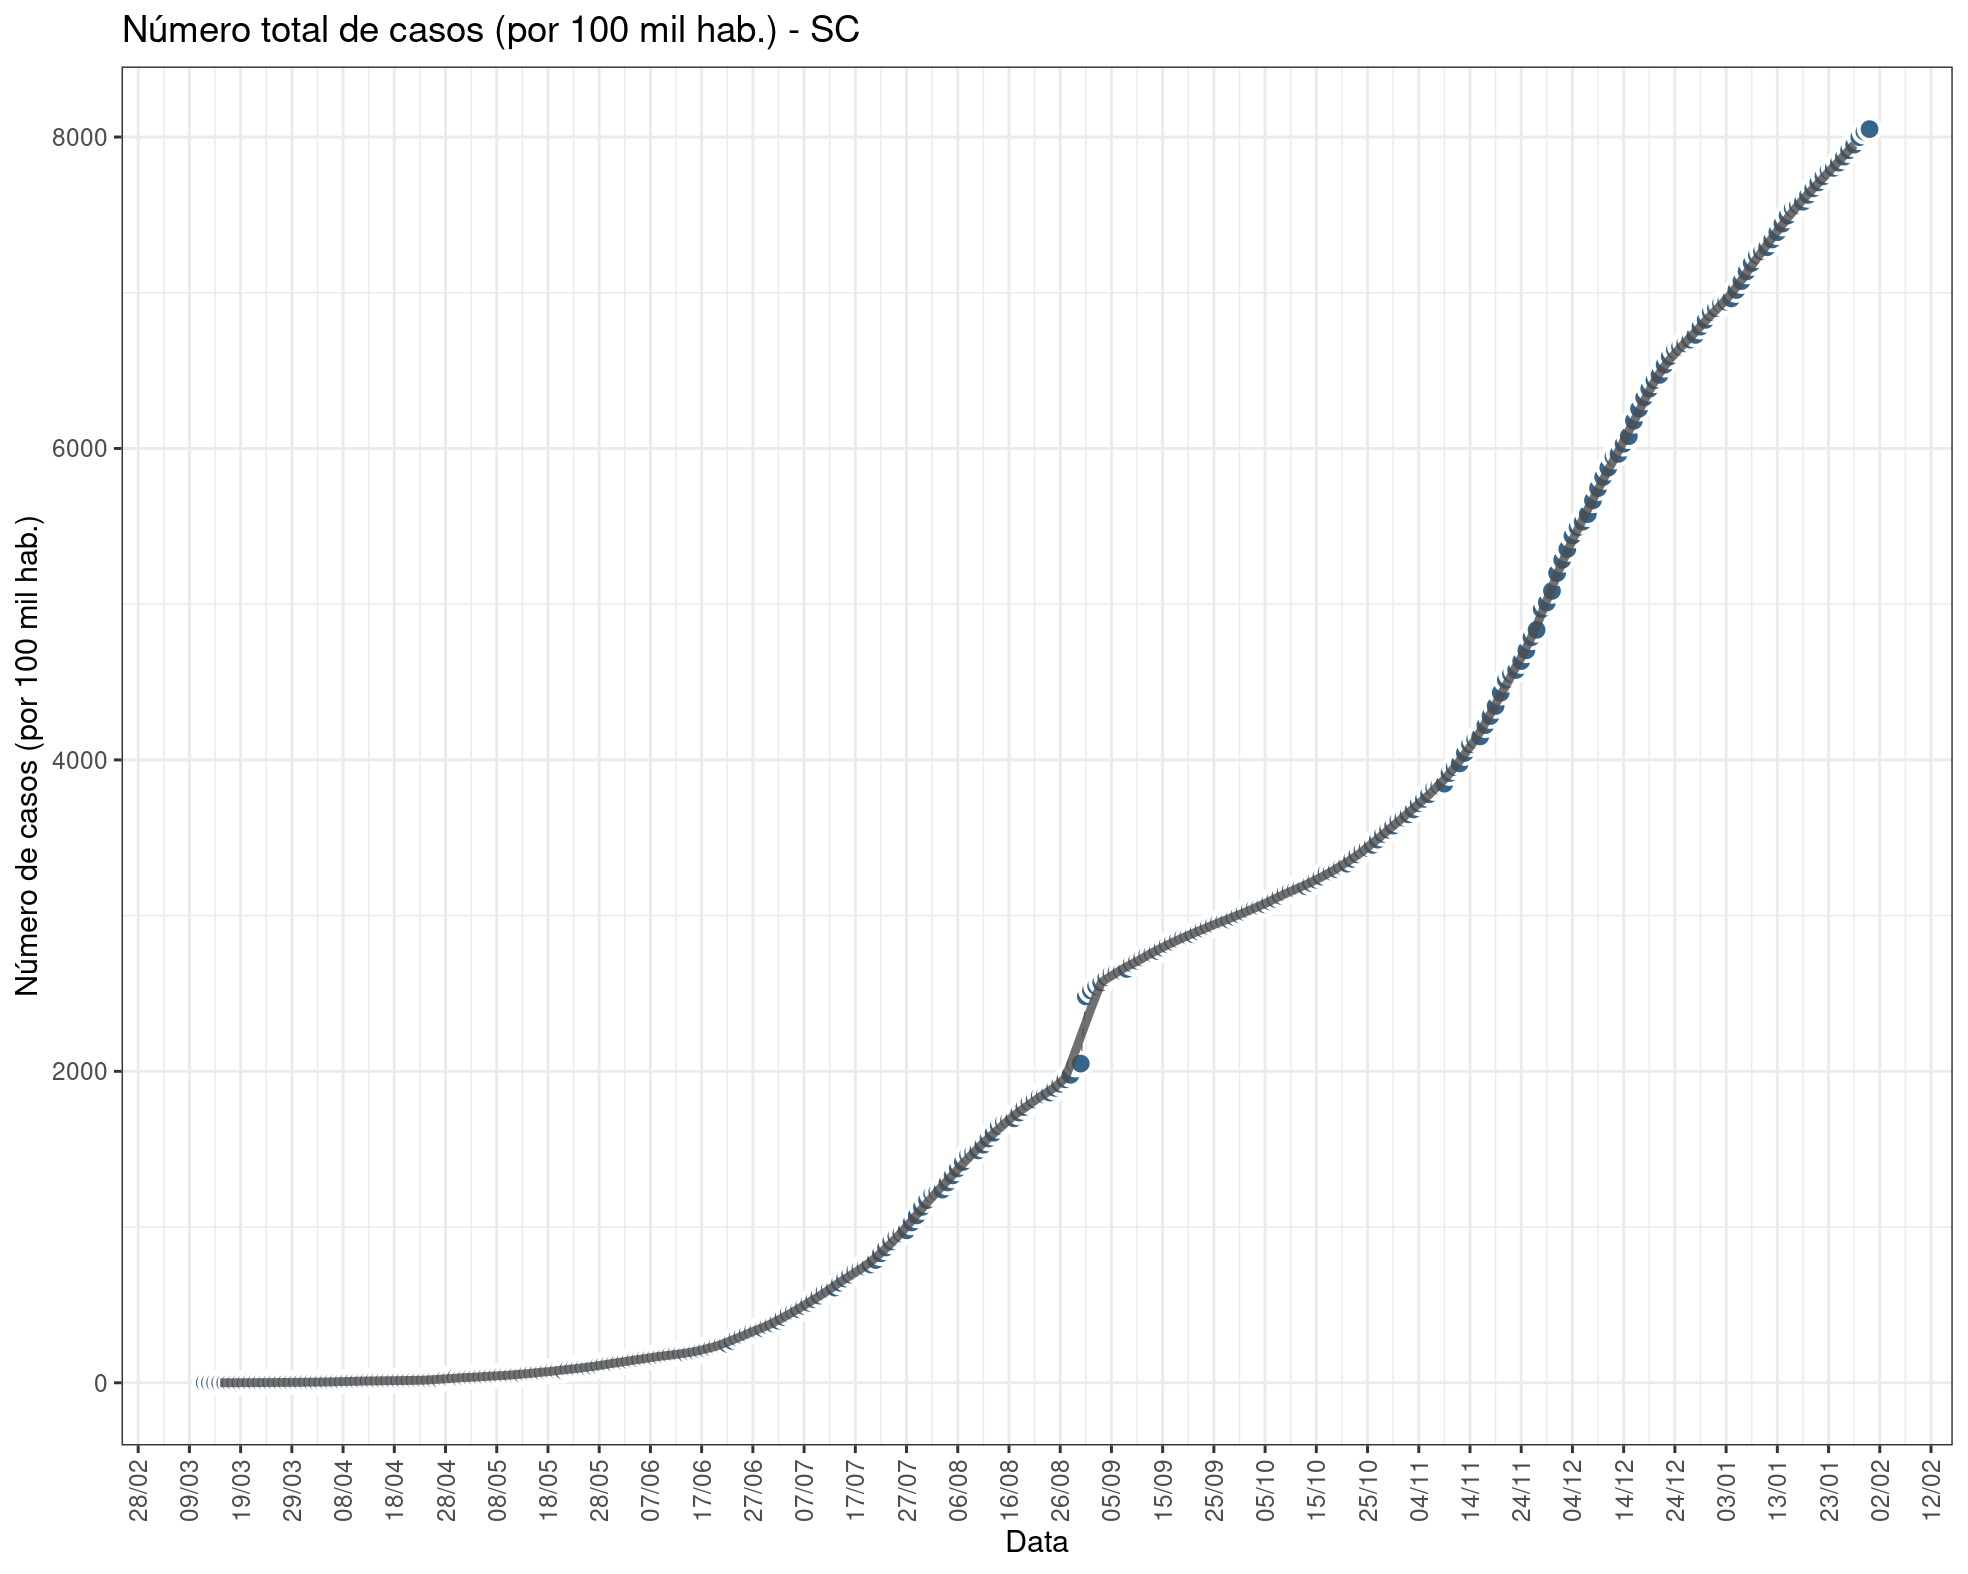 Número total de casos (por 100 mil hab.) - SC
Número de casos (por 100 mil hab.)
8000
6000
4000
2000
0
28/02 09/03 19/03 29/03 08/04 18/04 28/04 08/05 18/05 28/05 07/06 17/06 27/06 07/07 17/07 27/07 06/08 16/08 26/08 05/09 15/09 25/09 05/10 15/10 25/10 04/11 14/11 24/11 04/12 14/12 24/12 03/01 13/01 23/01 02/02 12/02
Data